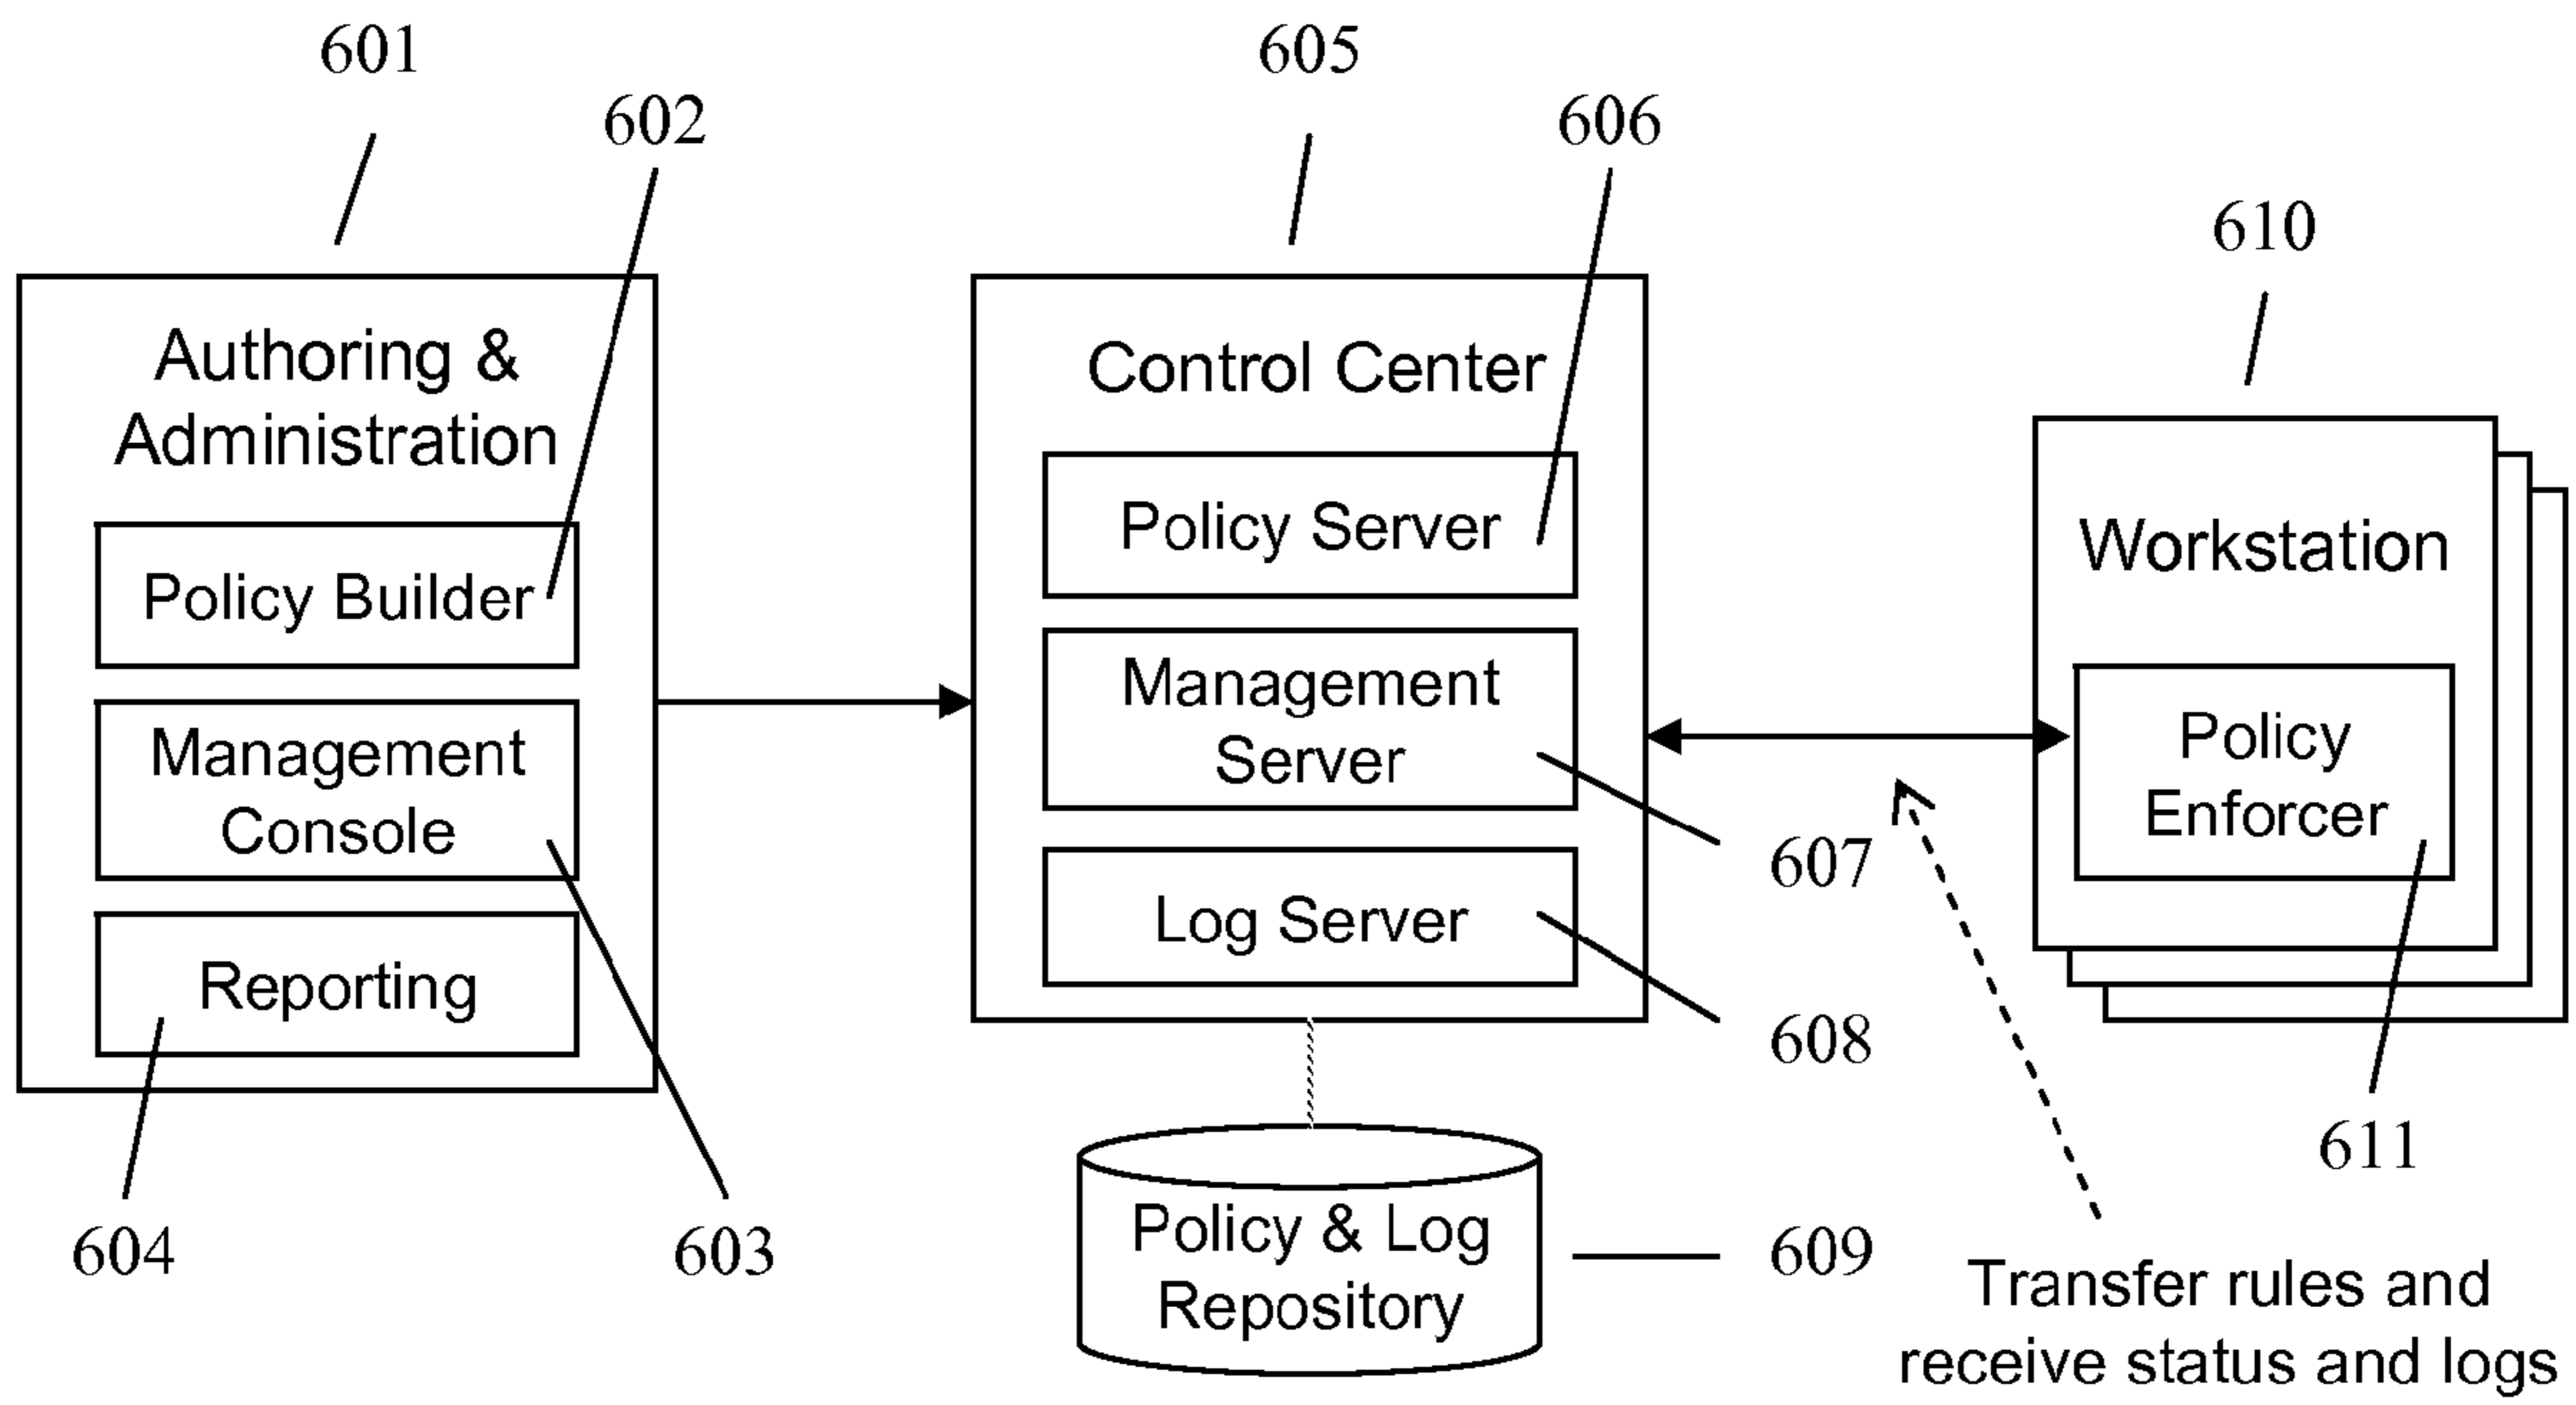 601
602
605
606
610
Authoring &
Administration
Policy Builder
Management
Console
Reporting
604
603
Control Center
Policy Server
Management
Server
Log Server
607
608
Policy & Log
Repository
609
Workstation
Policy
Enforcer
611
Transfer rules and
receive status and logs